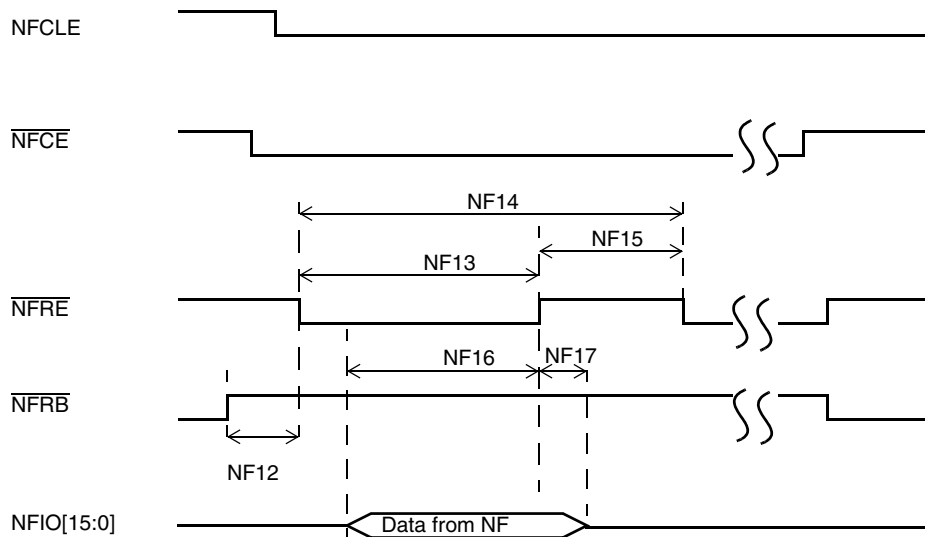 NFCLE
NFCE
NF14
NF15
NF13
NFRE
NF16
NF17
NFRB
NF12
NFIO[15:0]
Data from NF